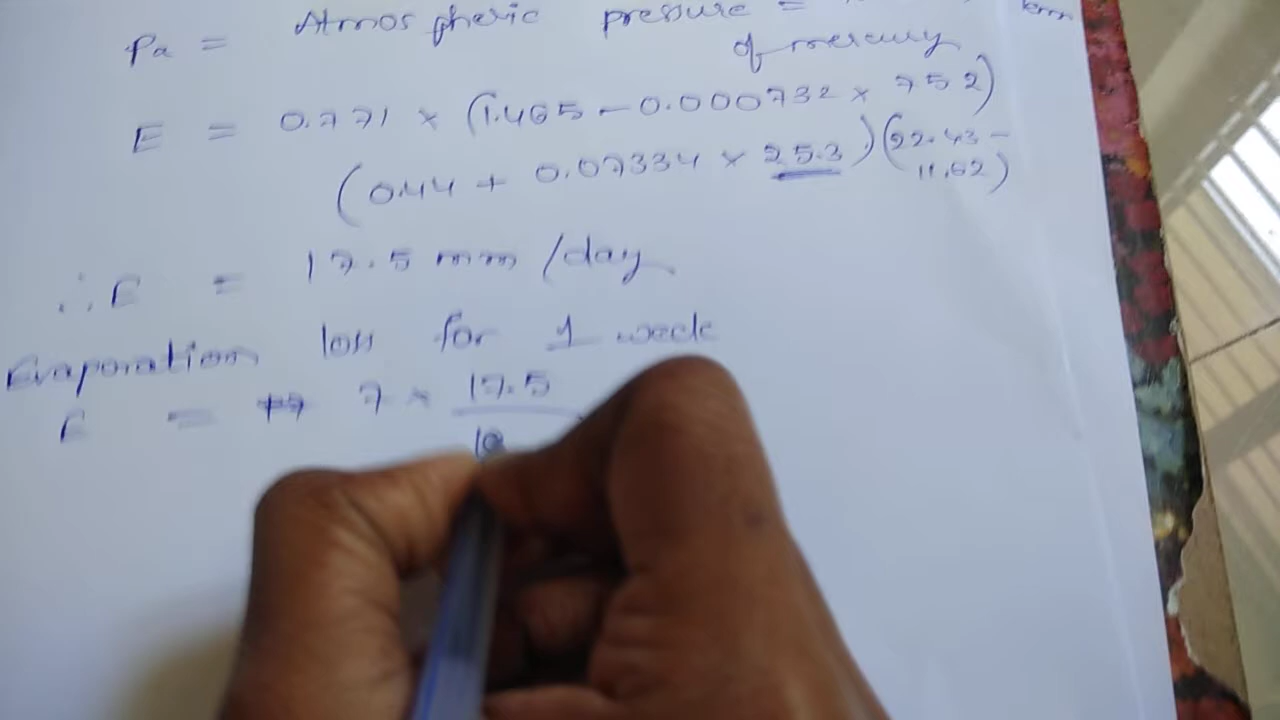 Pa = Atmospheric pressure =
of mercury
E = 0.771 × (1.465 - 0.000732 × 752)
(0.44 + 0.07334 × 25.3) (22.43 -
11.62)
∴ E = 17.5 mm/day
Evaporation loss for 1 week
E = 7 × 17.5
10